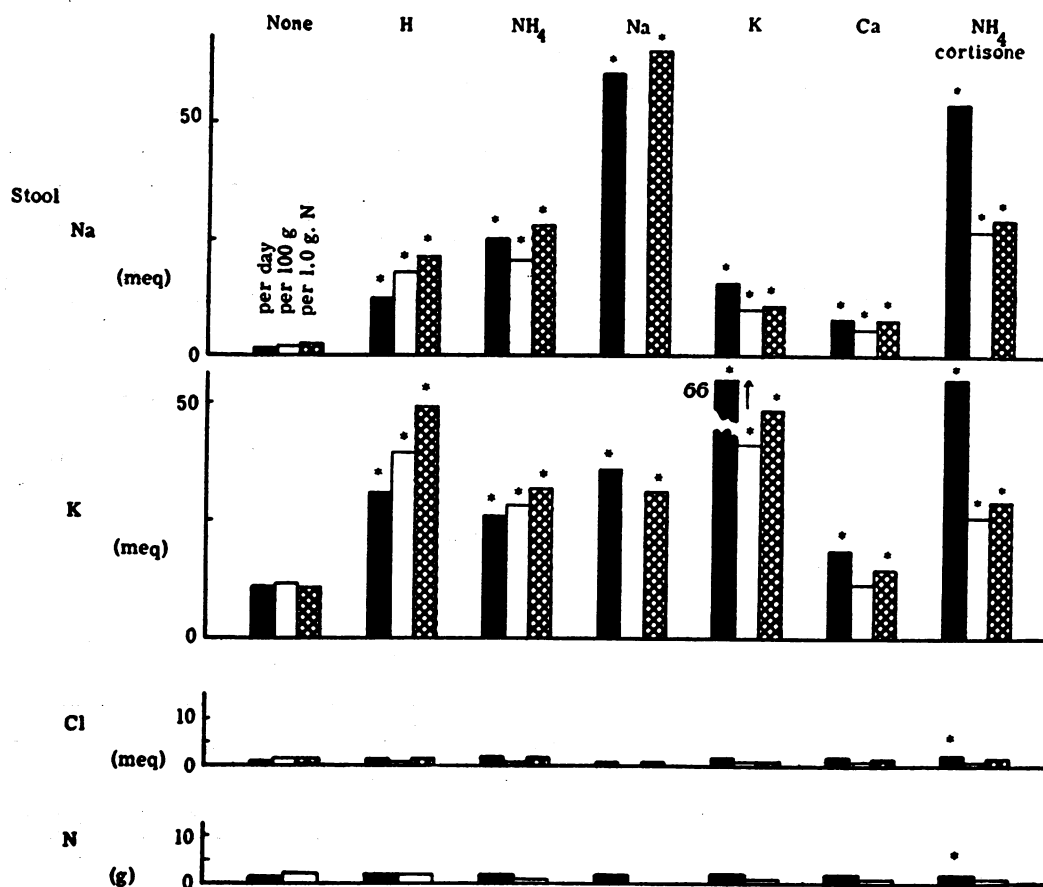 None H NH4 Na K Ca NH4 cortisone
Stool
Na
(meq)
50
0
per day
per 100 g
per 1.0 g. N
* * * * * * * * * * * * * * * * *
K
(meq)
50
0
66
* * * * * * * * * * * * * * * *
Cl
(meq)
10
0
*
N
(g)
10
0
*